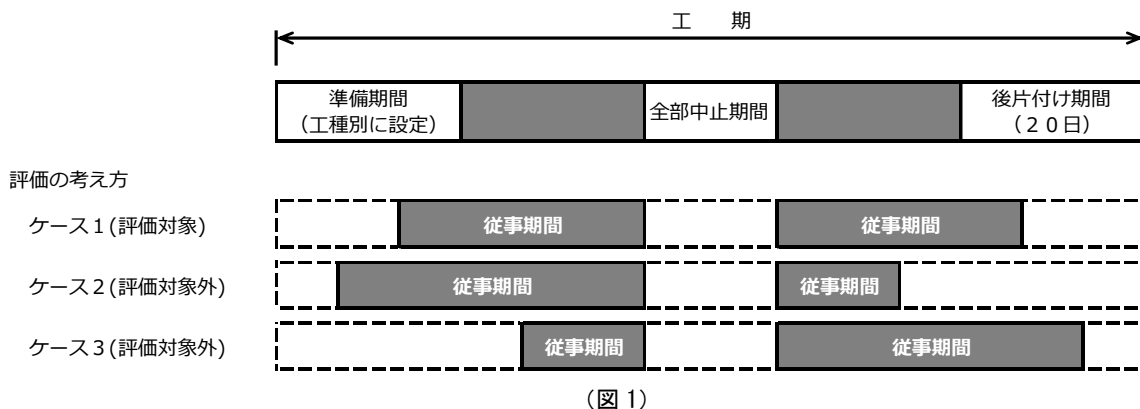 工　期
準備期間
（工種別に設定）
全部中止期間
後片付け期間
（２０日）
評価の考え方
ケース１(評価対象)
従事期間
従事期間
ケース２(評価対象外)
従事期間
従事期間
ケース３(評価対象外)
従事期間
従事期間
（図 1）